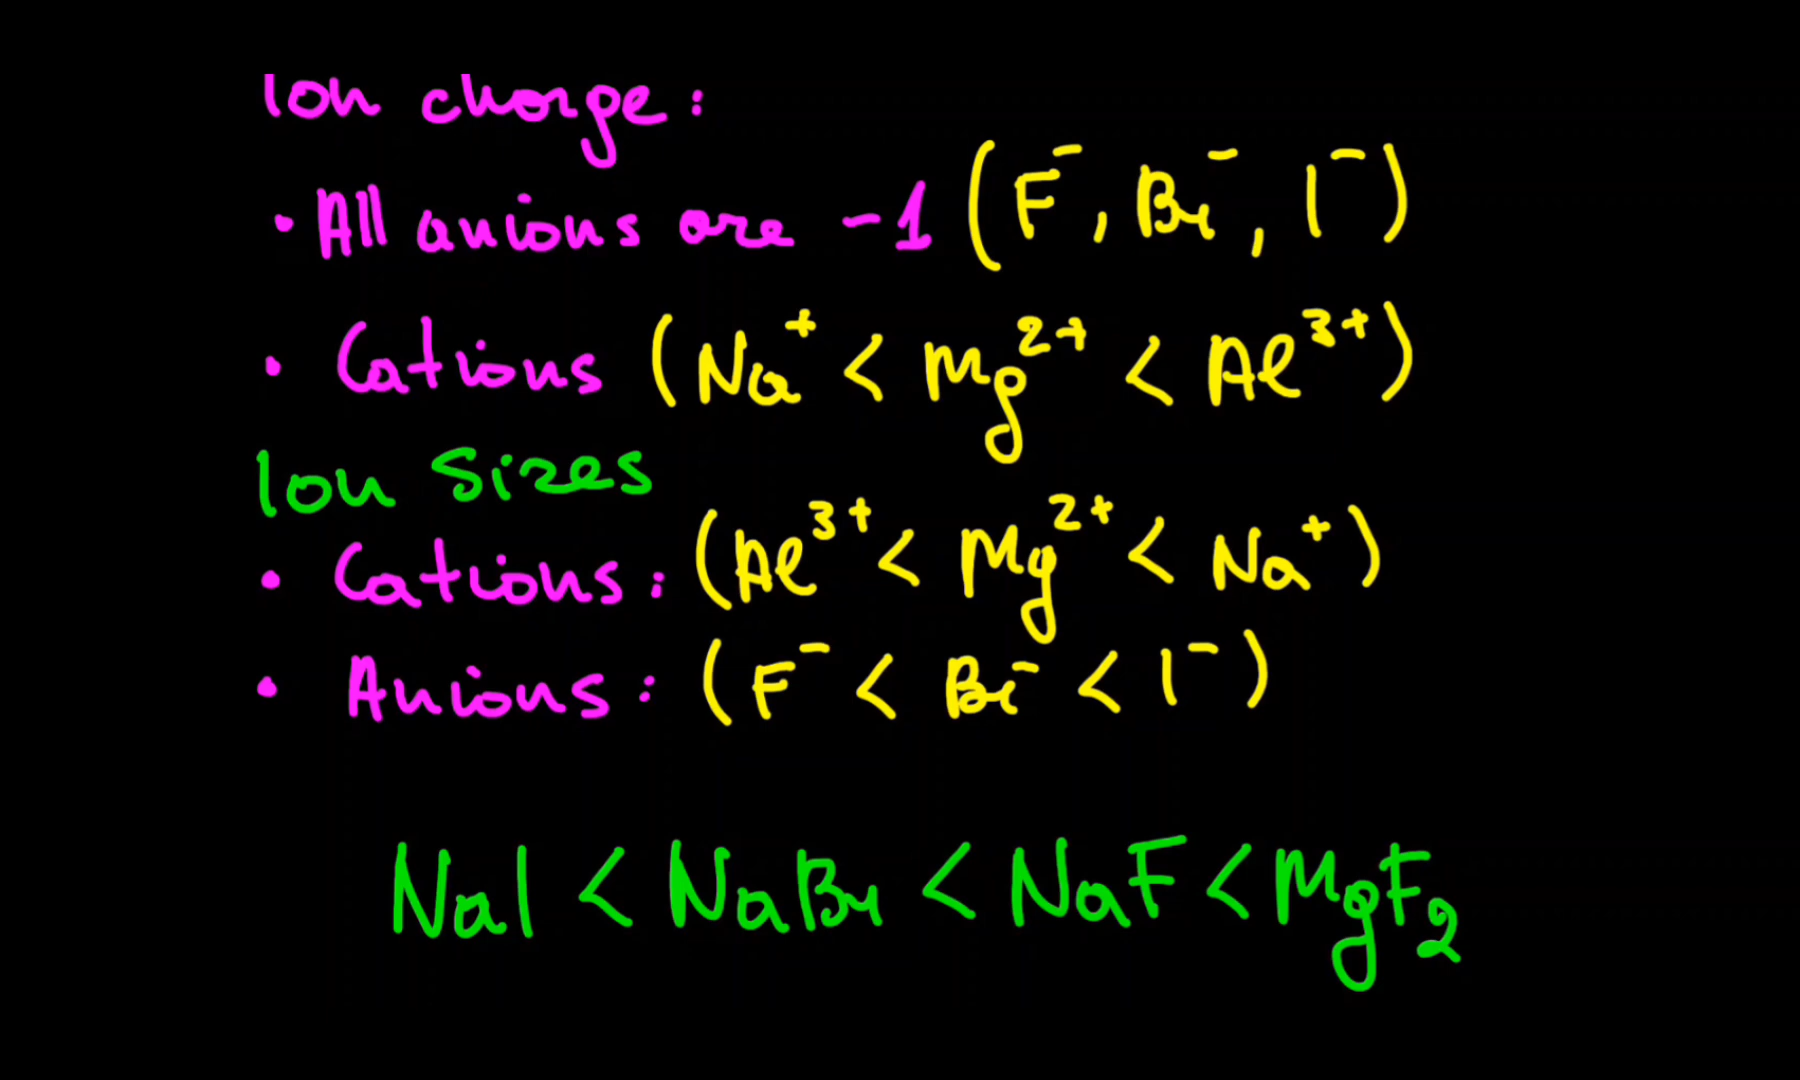 Ion charge:
• All anions are -1 (F⁻, Br⁻, I⁻)
• Cations (Na⁺ < Mg²⁺ < Al³⁺)
Ion Sizes
• Cations: (Al³⁺ < Mg²⁺ < Na⁺)
• Anions: (F⁻ < Br⁻ < I⁻)
NaI < NaBr < NaF < MgF₂